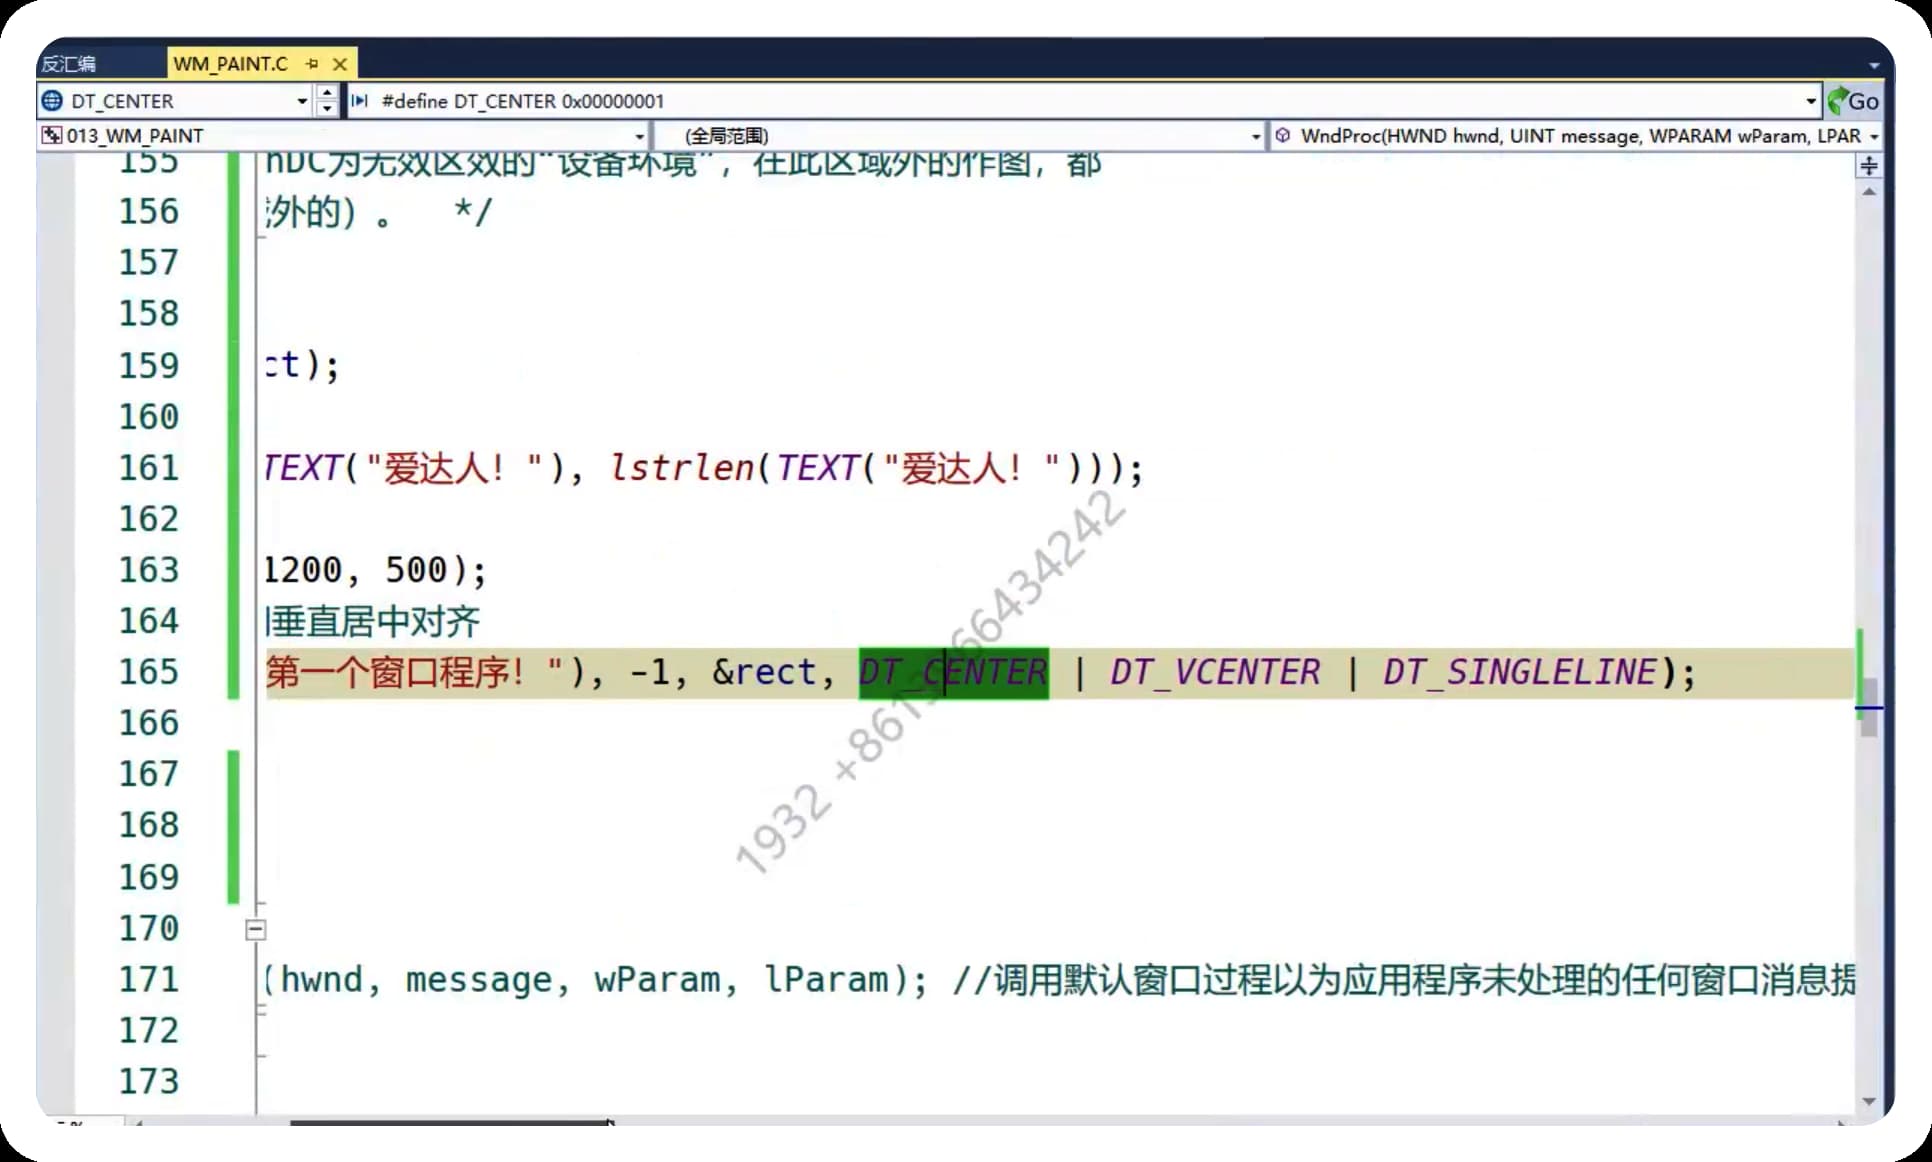 反汇编
WM_PAINT.C
DT_CENTER
#define DT_CENTER 0x00000001
Go
013_WM_PAINT
(全局范围)
WndProc(HWND hwnd, UINT message, WPARAM wParam, LPAR
155 hDC为无效区效的“设备环境”，在此区域外的作图，都
156 外的）。 */
157
158
159 ct);
160
161 TEXT("爱达人！"), lstrlen(TEXT("爱达人！")));
162
163 1200, 500);
164 垂直居中对齐
165 第一个窗口程序！"), -1, &rect, DT_CENTER | DT_VCENTER | DT_SINGLELINE);
166
167
168
169
170
171 (hwnd, message, wParam, lParam); //调用默认窗口过程以为应用程序未处理的任何窗口消息提
172
173